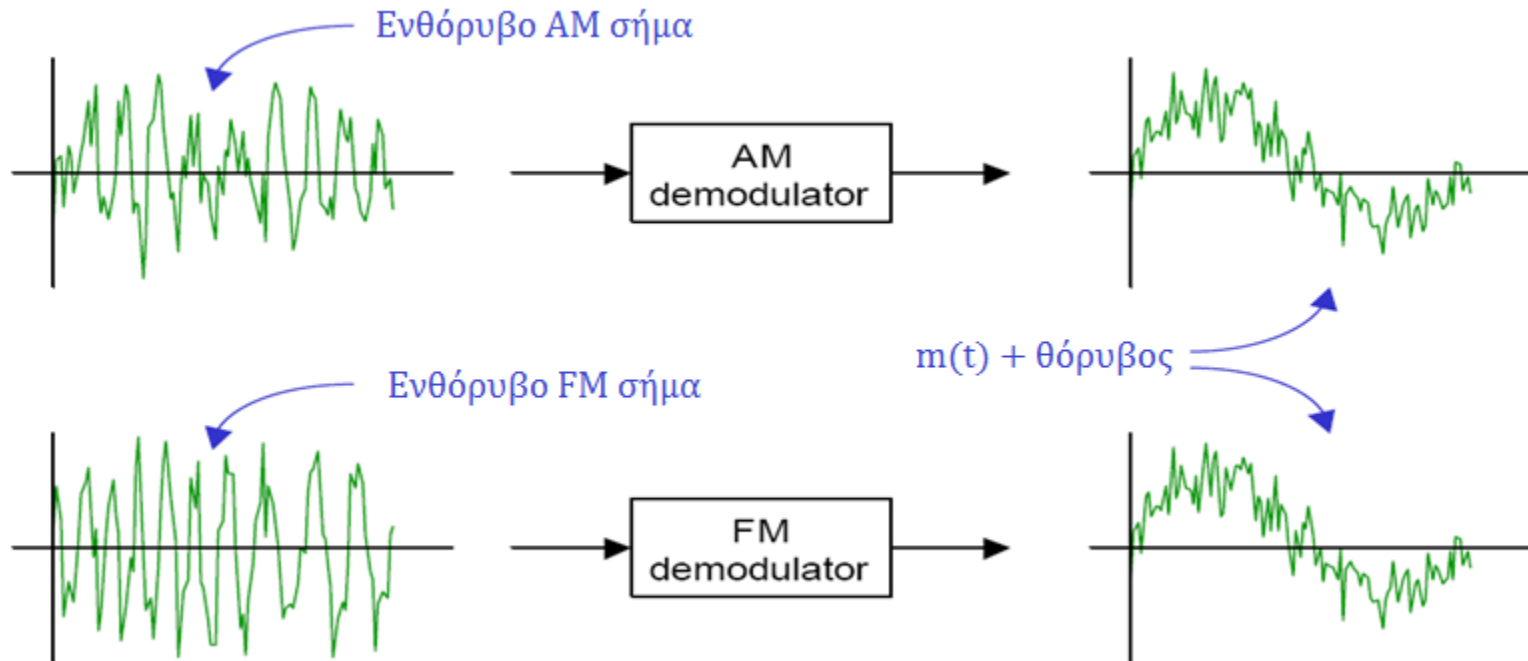 Ενθόρυβο AM σήμα
AM
demodulator
m(t) + θόρυβος
Ενθόρυβο FM σήμα
FM
demodulator